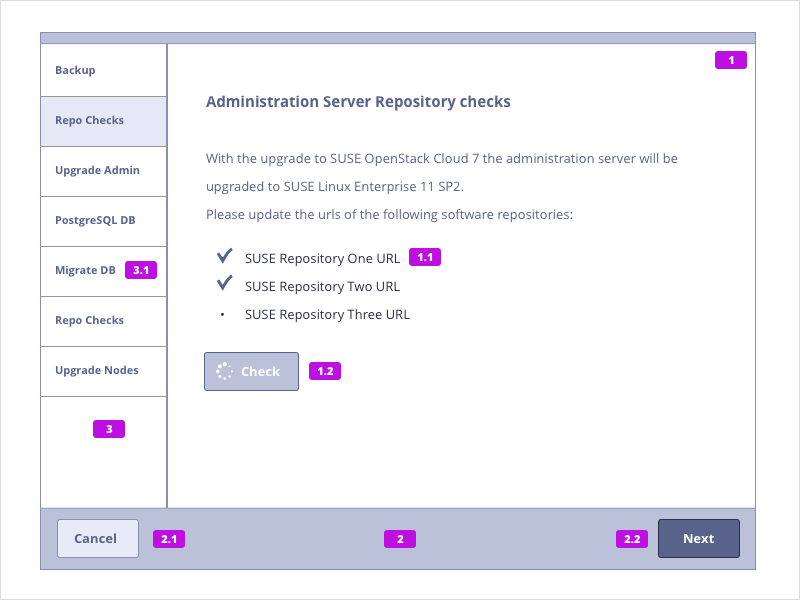 Backup
Repo Checks
Upgrade Admin
PostgreSQL DB
Migrate DB 3.1
Repo Checks
Upgrade Nodes
3
1
Administration Server Repository checks
With the upgrade to SUSE OpenStack Cloud 7 the administration server will be
upgraded to SUSE Linux Enterprise 11 SP2.
Please update the urls of the following software repositories:
SUSE Repository One URL 1.1
SUSE Repository Two URL
• SUSE Repository Three URL
Check 1.2
Cancel 2.1 2 2.2 Next